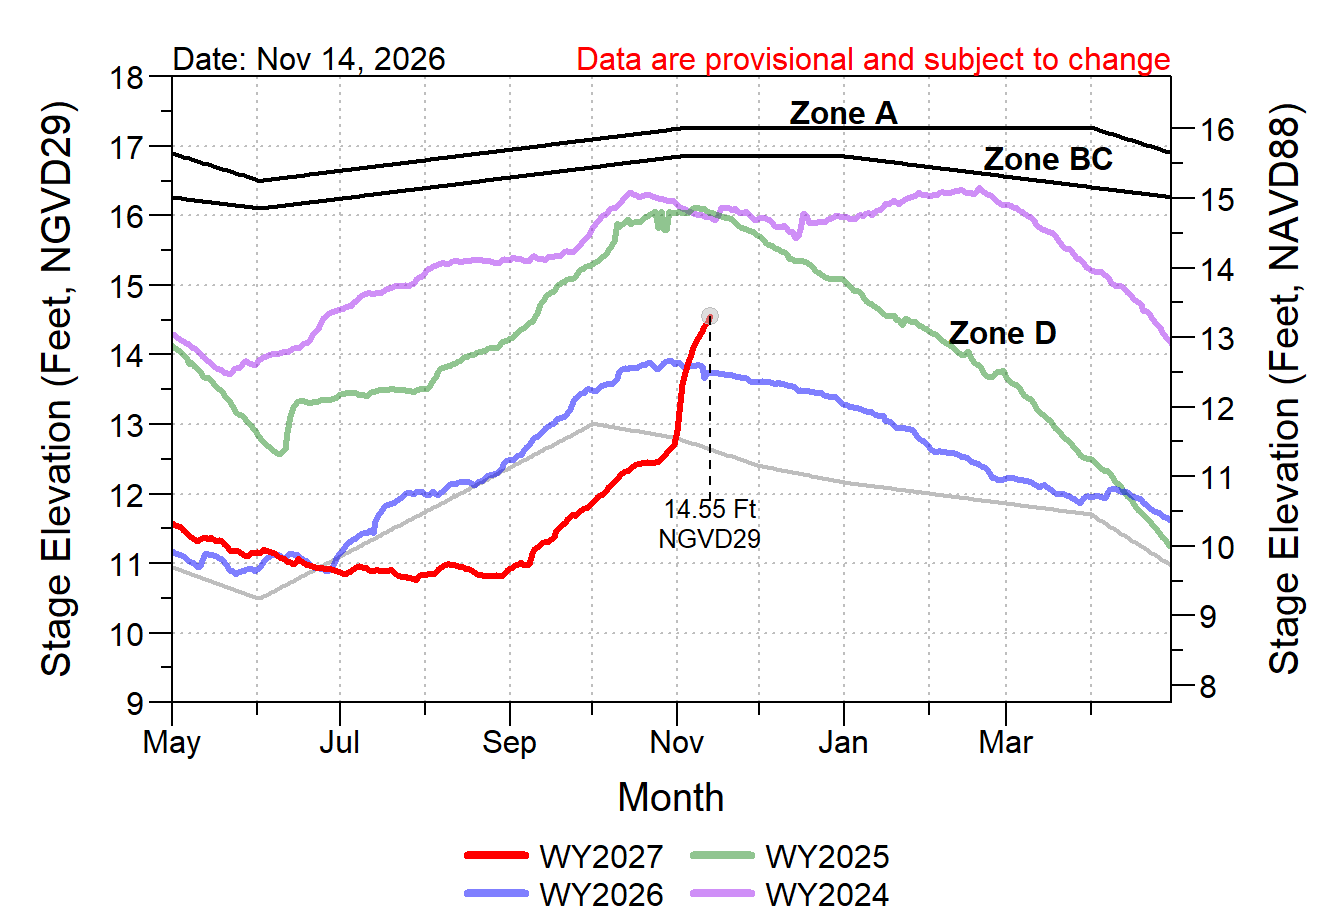 Date: Nov 14, 2026
Data are provisional and subject to change
Stage Elevation (Feet, NGVD29)
18
17
16
15
14
13
12
11
10
9
Zone A
Zone BC
Zone D
14.55 Ft
NGVD29
16
15
14
13
12
11
10
9
8
Stage Elevation (Feet, NAVD88)
May
Jul
Sep
Nov
Jan
Mar
Month
WY2027
WY2025
WY2026
WY2024